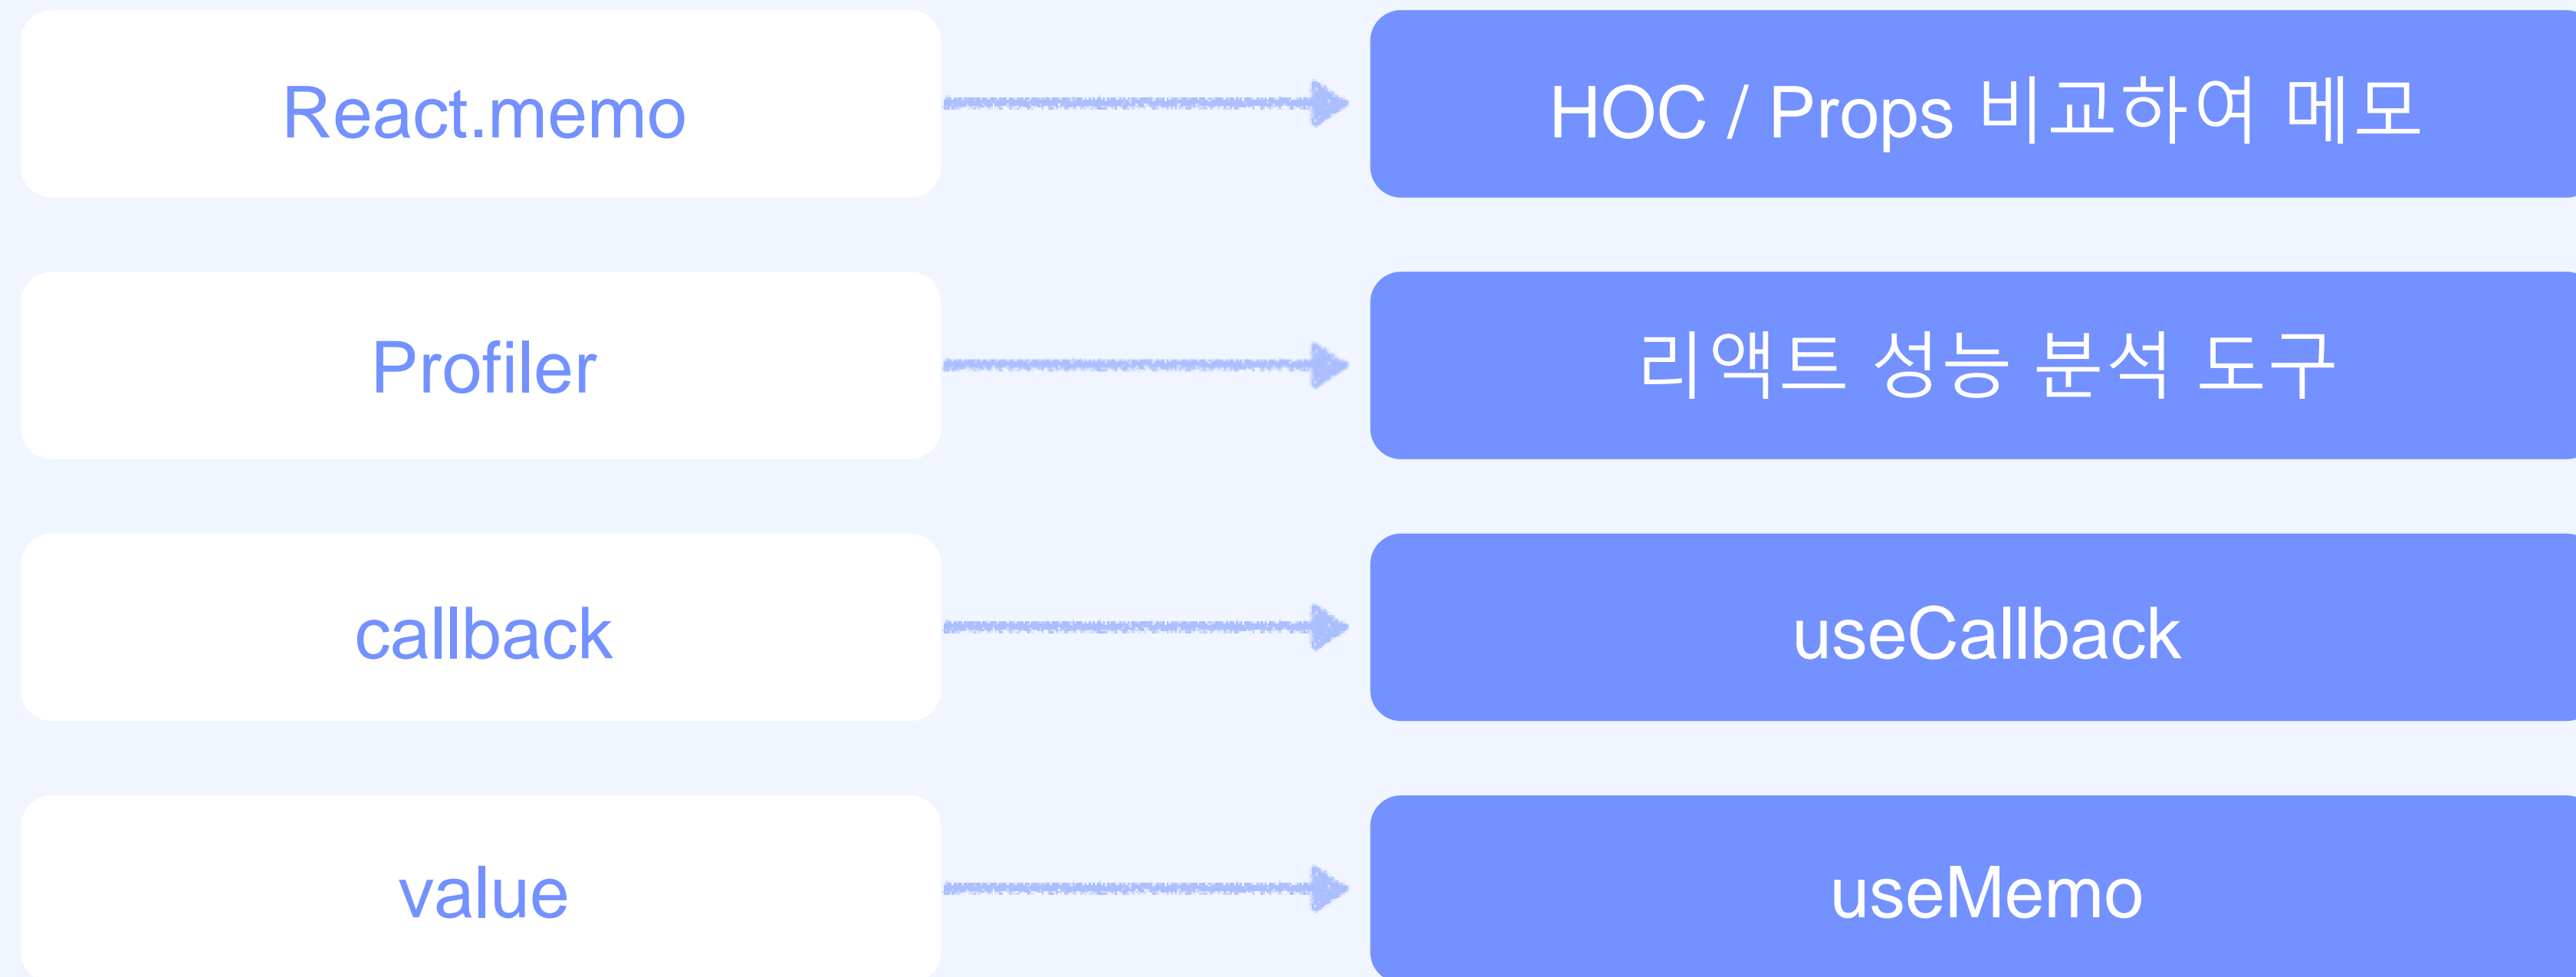 React.memo
HOC / Props 비교하여 메모
Profiler
리액트 성능 분석 도구
callback
useCallback
value
useMemo